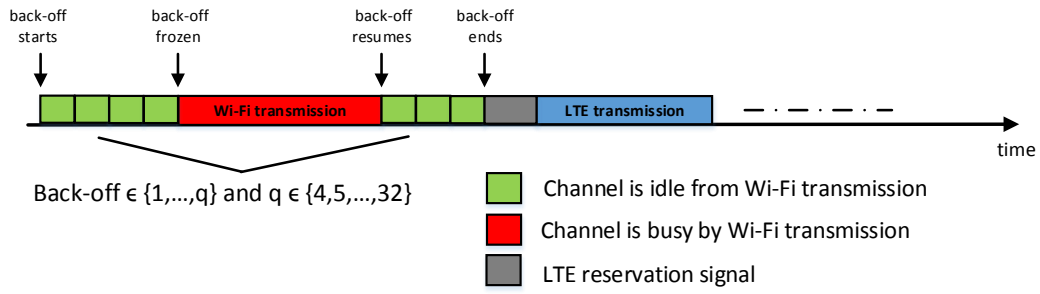 back-off
starts
back-off
frozen
back-off
resumes
back-off
ends
Wi-Fi transmission
LTE transmission
time
Back-off ϵ {1,…,q} and q ϵ {4,5,…,32}
Channel is idle from Wi-Fi transmission
Channel is busy by Wi-Fi transmission
LTE reservation signal